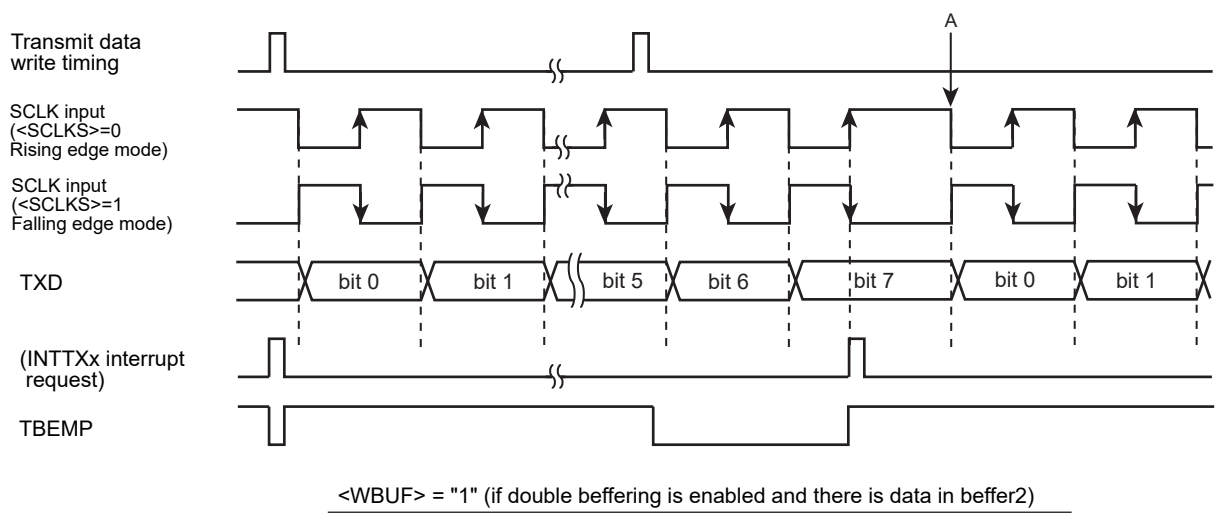 A
Transmit data
write timing
SCLK input
(<SCLKS>=0
Rising edge mode)
SCLK input
(<SCLKS>=1
Falling edge mode)
TXD
bit 0
bit 1
bit 5
bit 6
bit 7
bit 0
bit 1
(INTTXx interrupt
request)
TBEMP
<WBUF> = "1" (if double beffering is enabled and there is data in beffer2)